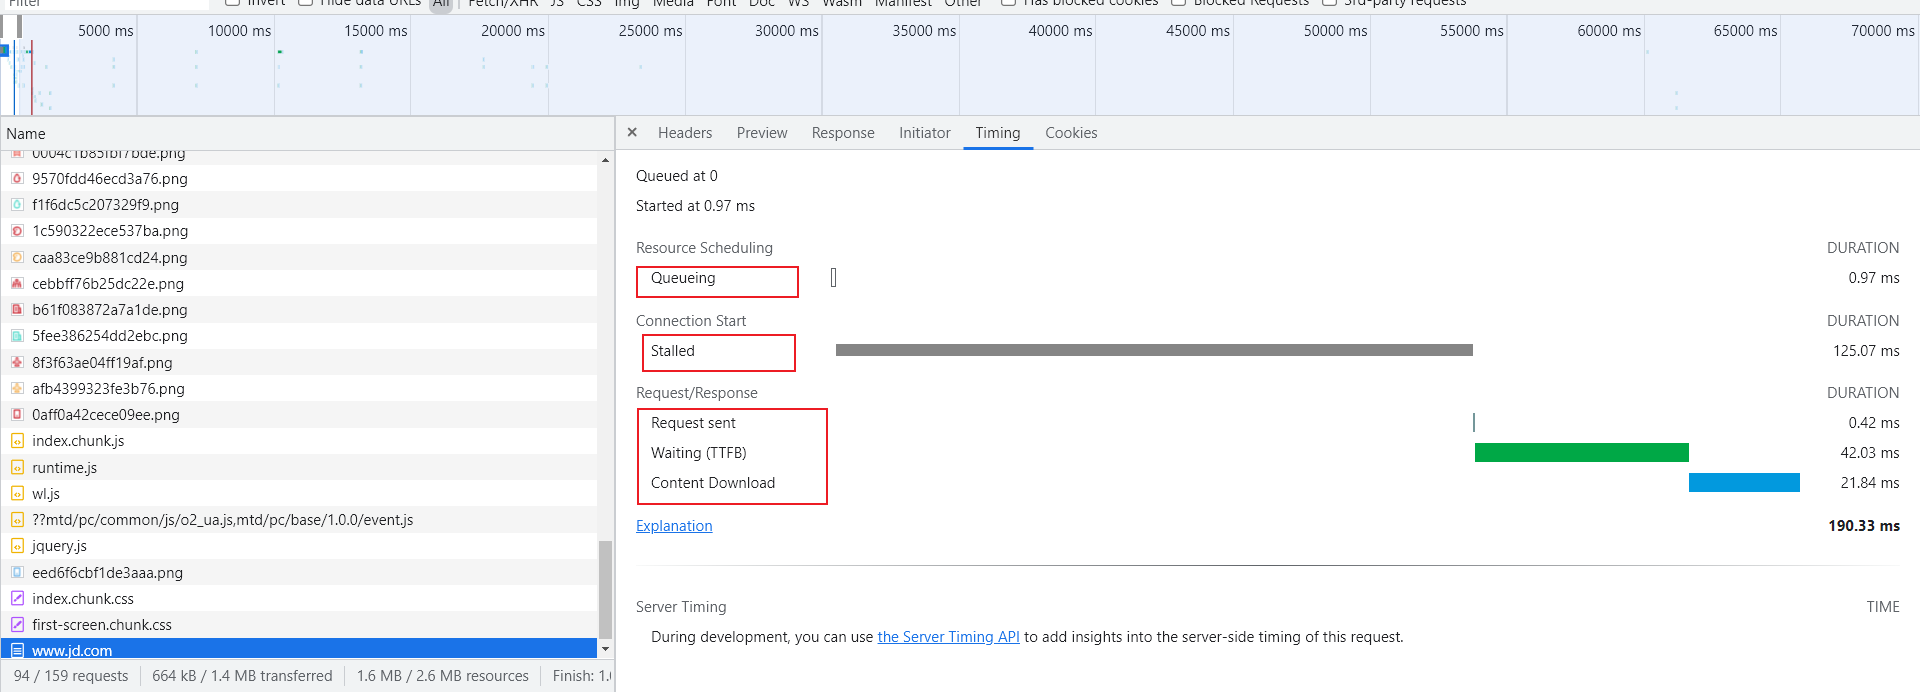 Filter Invert Hide data URLs All Fetch/XHR JS CSS Img Media Font Doc WS Wasm Manifest Other Has blocked cookies Blocked Requests 3rd-party requests
5000 ms 10000 ms 15000 ms 20000 ms 25000 ms 30000 ms 35000 ms 40000 ms 45000 ms 50000 ms 55000 ms 60000 ms 65000 ms 70000 ms
Name
0004c1b85fbf7bde.png
9570fdd46ecd3a76.png
f1f6dc5c207329f9.png
1c590322ece537ba.png
caa83ce9b881cd24.png
cebbff76b25dc22e.png
b61f083872a7a1de.png
5fee386254dd2ebc.png
8f3f63ae04ff19af.png
afb4399323fe3b76.png
0aff0a42cece09ee.png
index.chunk.js
runtime.js
wl.js
??mtd/pc/common/js/o2_ua.js,mtd/pc/base/1.0.0/event.js
jquery.js
eed6f6cbf1de3aaa.png
index.chunk.css
first-screen.chunk.css
www.jd.com
94 / 159 requests 664 kB / 1.4 MB transferred 1.6 MB / 2.6 MB resources Finish: 1.
× Headers Preview Response Initiator Timing Cookies
Queued at 0
Started at 0.97 ms
Resource Scheduling DURATION
Queueing 0.97 ms
Connection Start DURATION
Stalled 125.07 ms
Request/Response DURATION
Request sent 0.42 ms
Waiting (TTFB) 42.03 ms
Content Download 21.84 ms
Explanation 190.33 ms
Server Timing TIME
During development, you can use the Server Timing API to add insights into the server-side timing of this request.